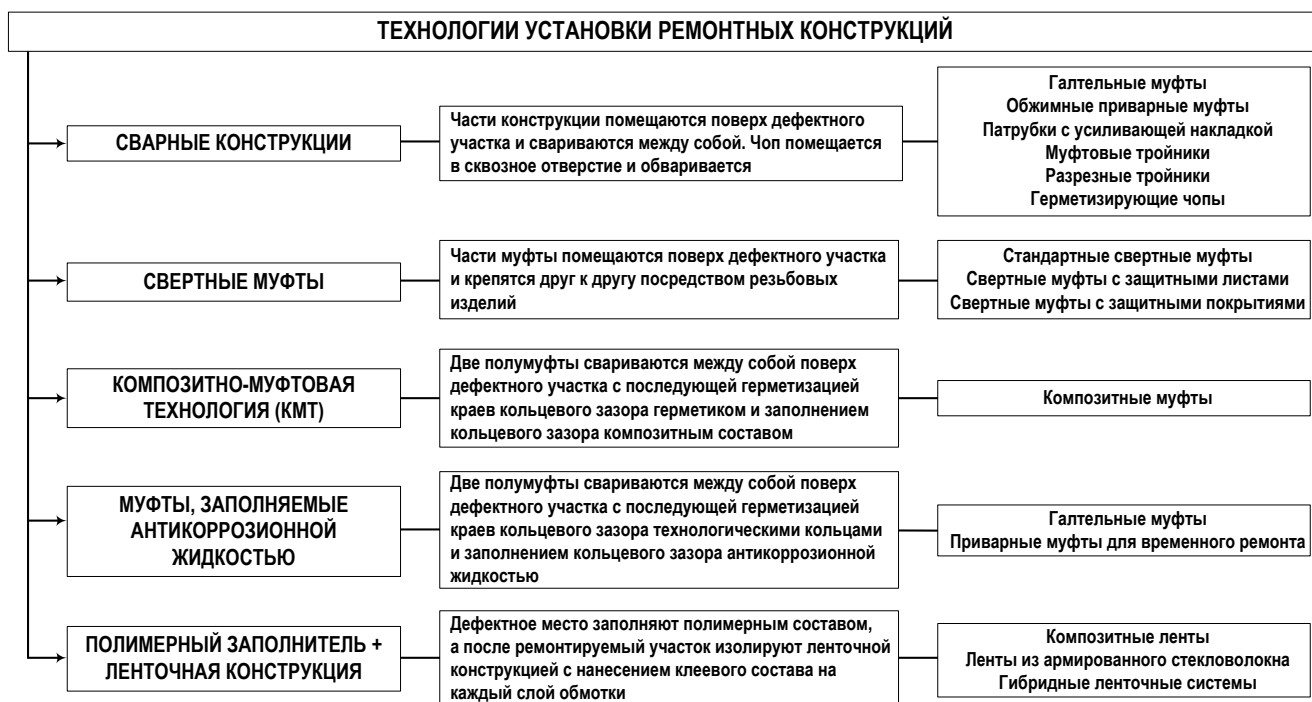 ТЕХНОЛОГИИ УСТАНОВКИ РЕМОНТНЫХ КОНСТРУКЦИЙ
СВАРНЫЕ КОНСТРУКЦИИ
Части конструкции помещаются поверх дефектного
участка и свариваются между собой. Чоп помещается
в сквозное отверстие и обваривается
Галтельные муфты
Обжимные приварные муфты
Патрубки с усиливающей накладкой
Муфтовые тройники
Разрезные тройники
Герметизирующие чопы
СВЕРТНЫЕ МУФТЫ
Части муфты помещаются поверх дефектного участка
и крепятся друг к другу посредством резьбовых
изделий
Стандартные свертные муфты
Свертные муфты с защитными листами
Свертные муфты с защитными покрытиями
КОМПОЗИТНО-МУФТОВАЯ
ТЕХНОЛОГИЯ (КМТ)
Две полумуфты свариваются между собой поверх
дефектного участка с последующей герметизацией
краев кольцевого зазора герметиком и заполнением
кольцевого зазора композитным составом
Композитные муфты
МУФТЫ, ЗАПОЛНЯЕМЫЕ
АНТИКОРРОЗИОННОЙ
ЖИДКОСТЬЮ
Две полумуфты свариваются между собой поверх
дефектного участка с последующей герметизацией
краев кольцевого зазора технологическими кольцами
и заполнением кольцевого зазора антикоррозионной
жидкостью
Галтельные муфты
Приварные муфты для временного ремонта
ПОЛИМЕРНЫЙ ЗАПОЛНИТЕЛЬ +
ЛЕНТОЧНАЯ КОНСТРУКЦИЯ
Дефектное место заполняют полимерным составом,
а после ремонтируемый участок изолируют ленточной
конструкцией с нанесением клеевого состава на
каждый слой обмотки
Композитные ленты
Ленты из армированного стекловолокна
Гибридные ленточные системы